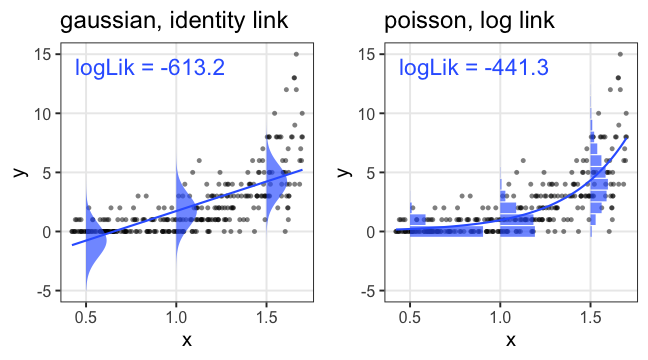 gaussian, identity link
logLik = -613.2
15
10
5
0
-5
y
0.5 1.0 1.5
x
poisson, log link
logLik = -441.3
15
10
5
0
-5
y
0.5 1.0 1.5
x